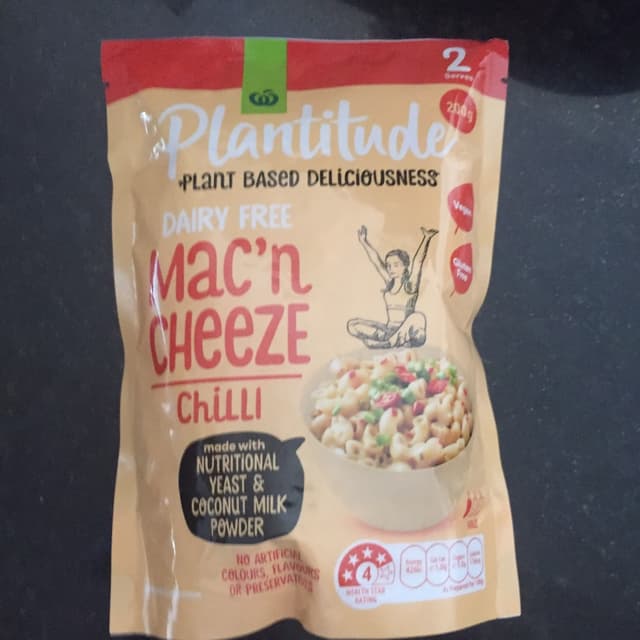 2
Serves
200g
Plantitude
PLANT BASED DELICIOUSNESS
DAIRY FREE
Vegan
Gluten
Free
Mac'n
CHEEZE
CHILLI
made with
NUTRITIONAL
YEAST &
COCONUT MILK
POWDER
NO ARTIFICIAL
COLOURS, FLAVOURS
OR PRESERVATIVES
4
HEALTH STAR
RATING
Energy